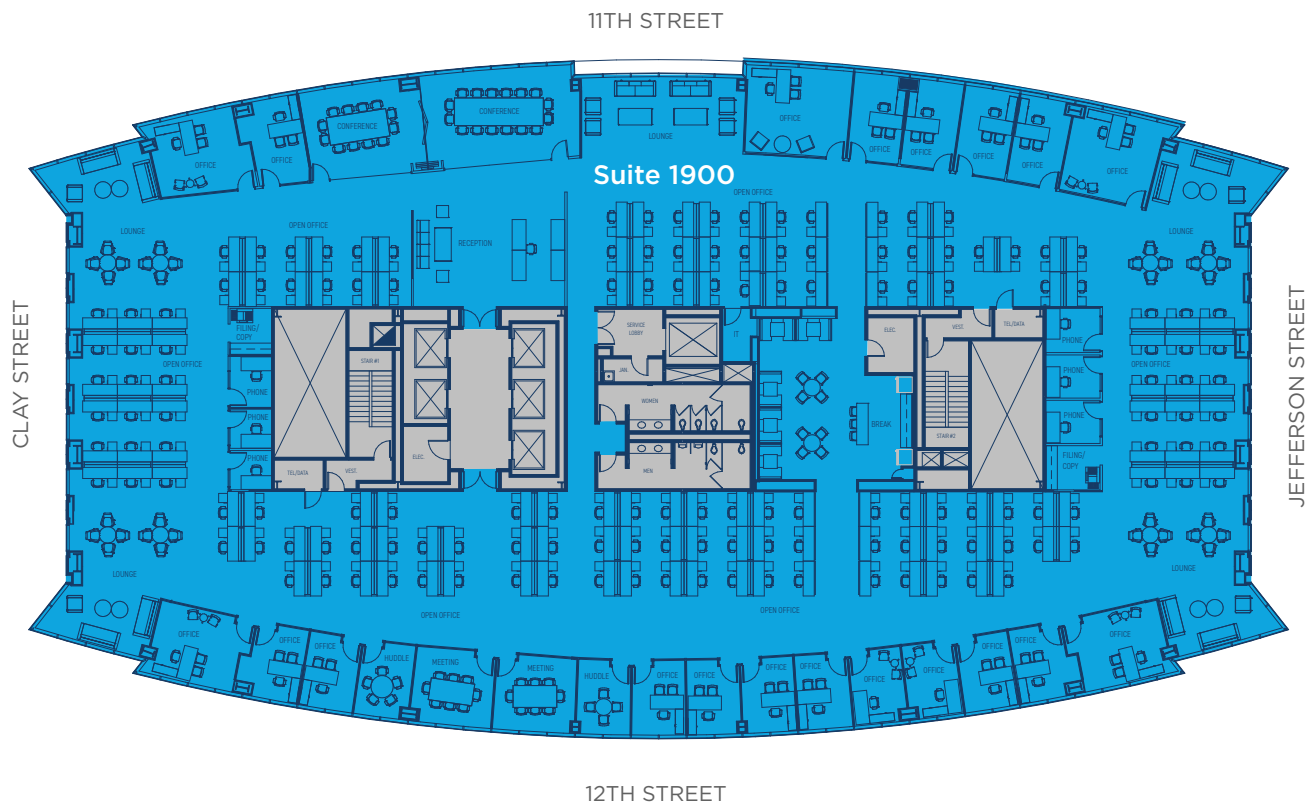 11TH STREET
CONFERENCE
CONFERENCE
LOUNGE
OFFICE
OFFICE
OFFICE
OFFICE
OFFICE
OFFICE
OFFICE
OFFICE
Suite 1900
OPEN OFFICE
LOUNGE
OPEN OFFICE
RECEPTION
LOUNGE
CLAY STREET
JEFFERSON STREET
FILING/
COPY
SERVICE
LOBBY
IT
ELEC.
VEST.
TEL/DATA
PHONE
STAIR #1
OPEN OFFICE
JAN.
PHONE
OPEN OFFICE
PHONE
WOMEN
PHONE
PHONE
BREAK
STAIR #2
PHONE
ELEC.
MEN
TEL/DATA
VEST.
FILING/
COPY
LOUNGE
LOUNGE
OPEN OFFICE
OPEN OFFICE
OFFICE
OFFICE
OFFICE
HUDDLE
MEETING
MEETING
HUDDLE
OFFICE
OFFICE
OFFICE
OFFICE
OFFICE
OFFICE
OFFICE
OFFICE
OFFICE
12TH STREET